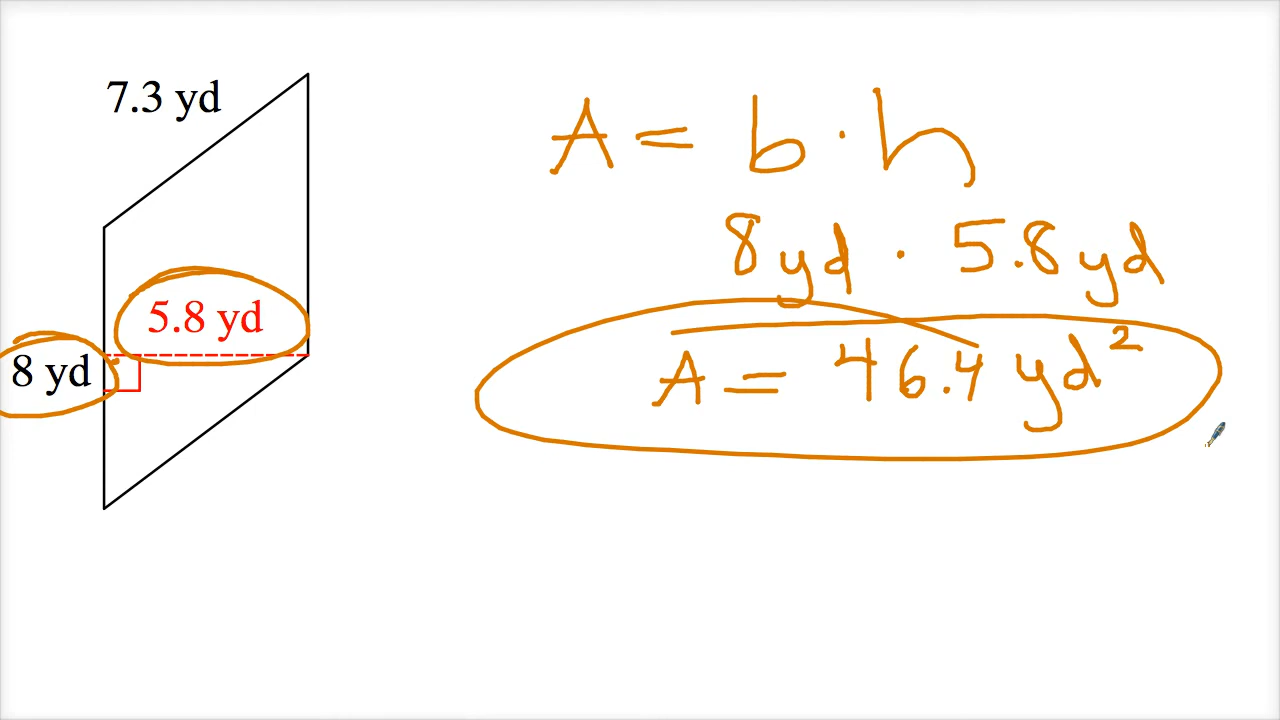 7.3 yd
5.8 yd
8 yd
A = b · h
8 yd · 5.8 yd
A = 46.4 yd²